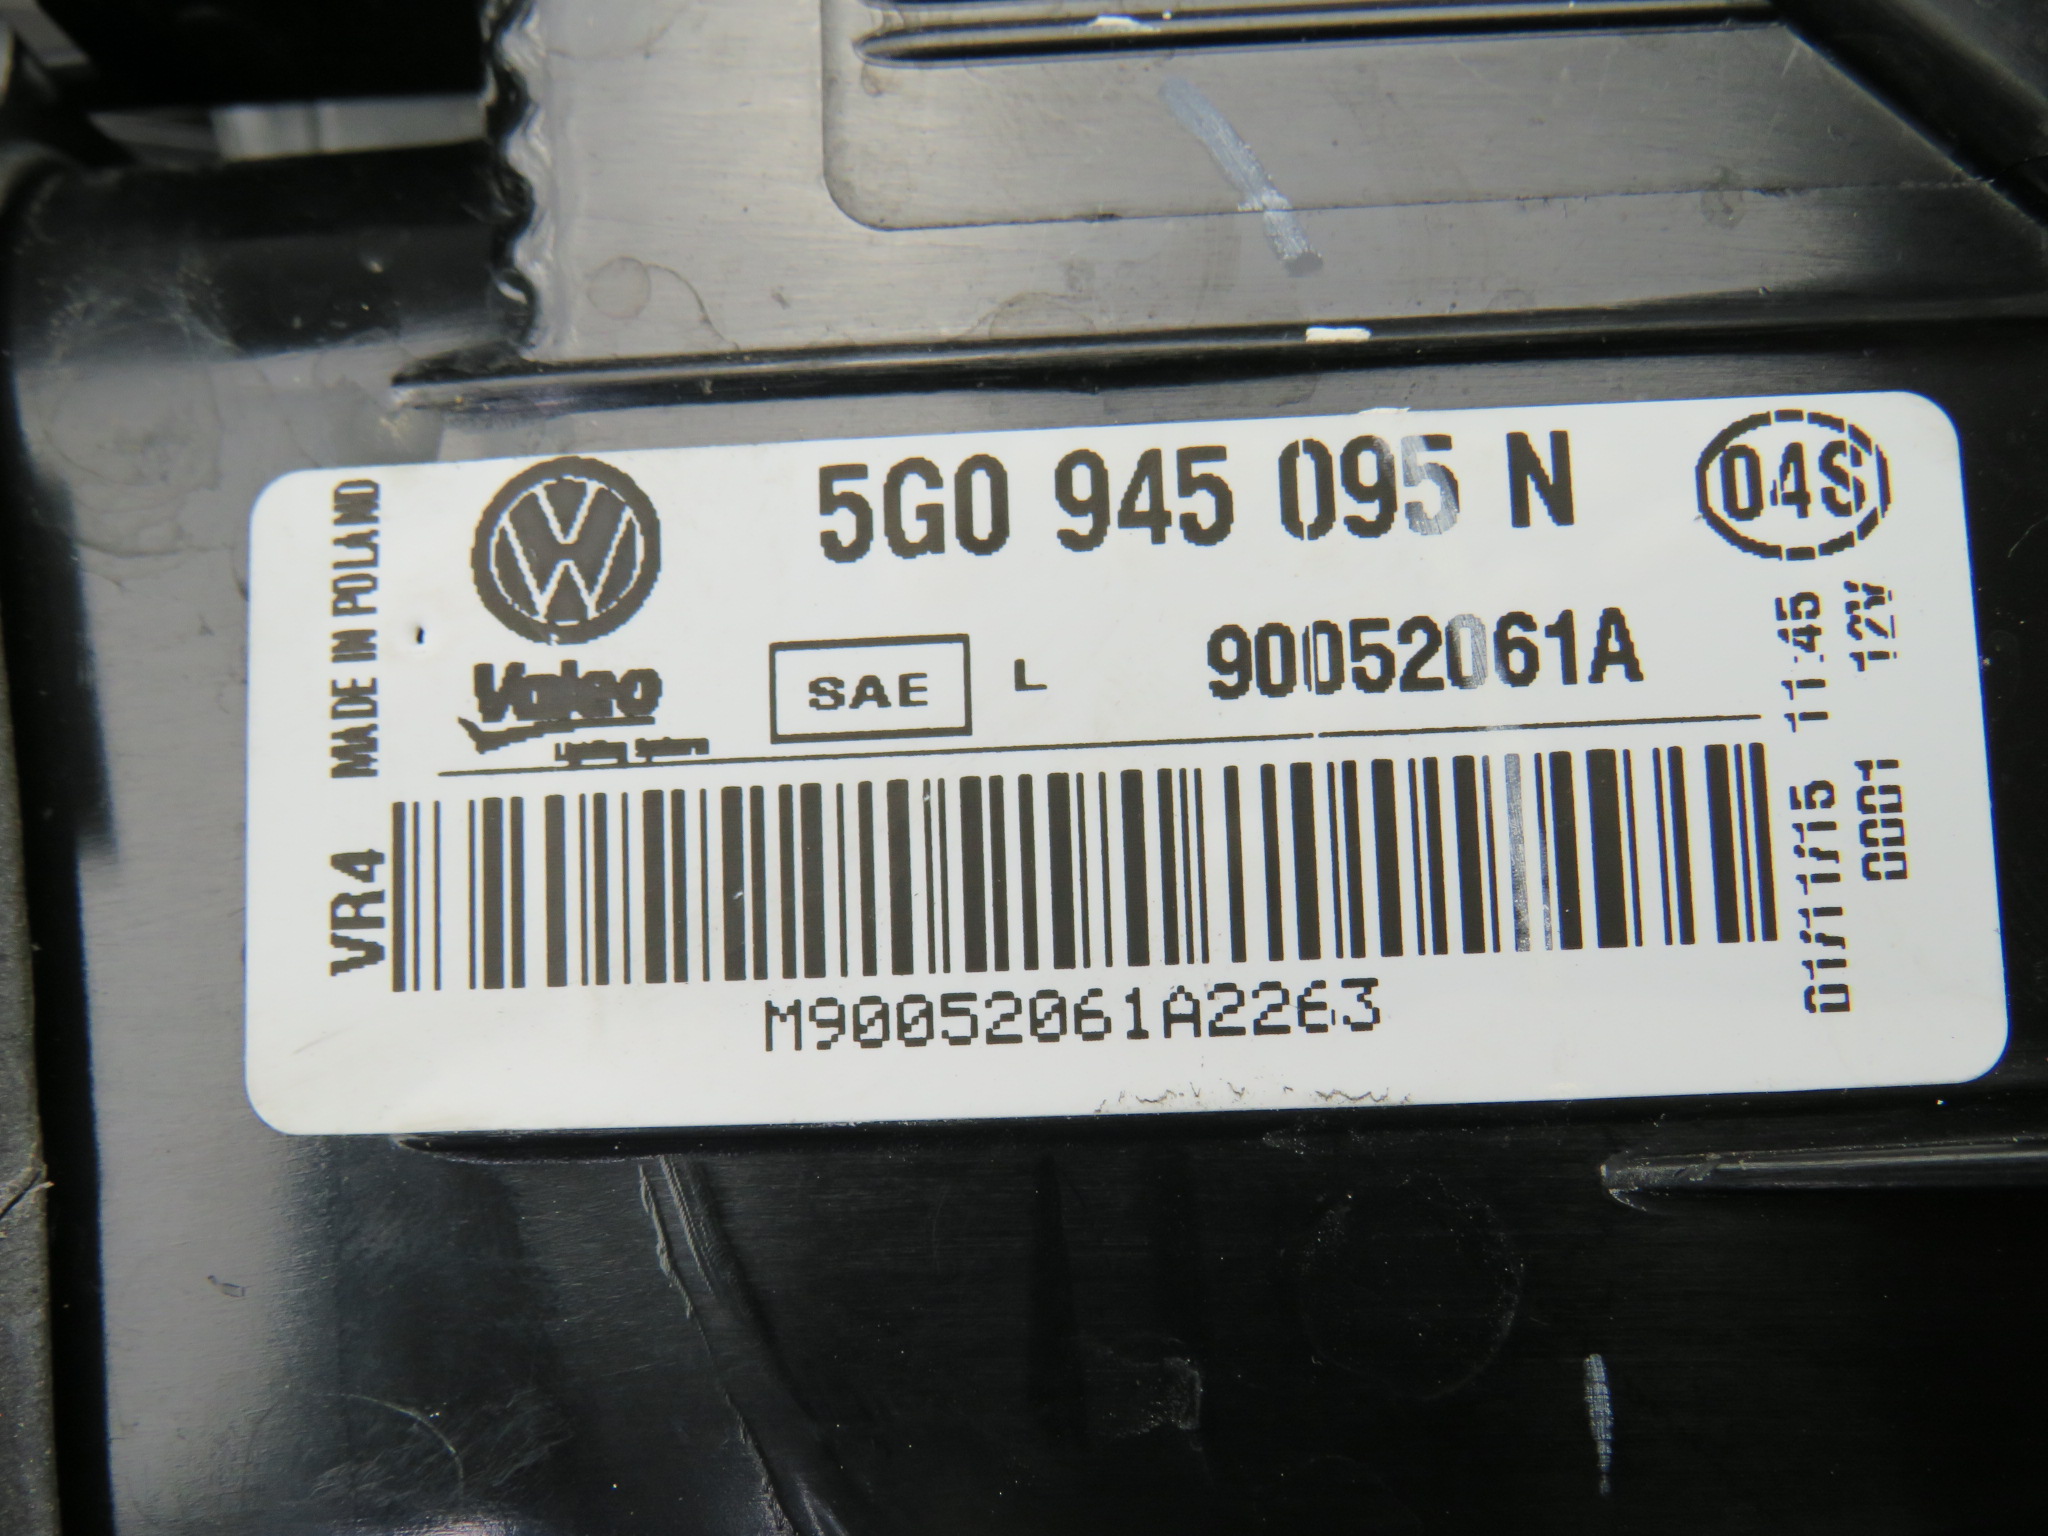 MADE IN POLAND
VR4
5G0 945 095 N
04S
Valeo
SAE
L
90052061A
M90052061A2263
01/11/15 11:45
0001 12V